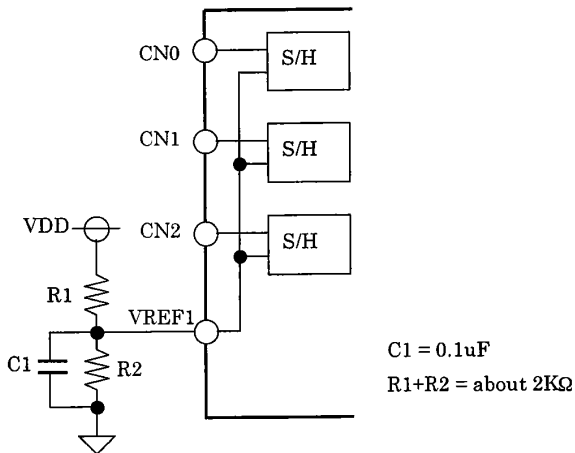 CN0
S/H
CN1
S/H
CN2
S/H
VDD
R1
VREF1
C1
R2
C1 = 0.1uF
R1+R2 = about 2KΩ